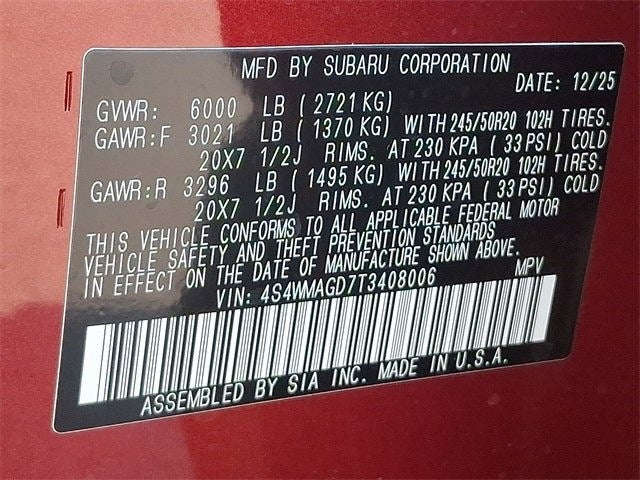 MFD BY SUBARU CORPORATION
DATE: 12/25
GVWR: 6000 LB (2721 KG)
GAWR:F 3021 LB (1370 KG) WITH 245/50R20 102H TIRES.
20X7 1/2J RIMS. AT 230 KPA (33 PSI) COLD
GAWR:R 3296 LB (1495 KG) WITH 245/50R20 102H TIRES.
20X7 1/2J RIMS. AT 230 KPA (33 PSI) COLD
THIS VEHICLE CONFORMS TO ALL APPLICABLE FEDERAL MOTOR
VEHICLE SAFETY AND THEFT PREVENTION STANDARDS
IN EFFECT ON THE DATE OF MANUFACTURE SHOWN ABOVE.
VIN: 4S4WMAGD7T3408006 MPV
ASSEMBLED BY SIA INC. MADE IN U.S.A.